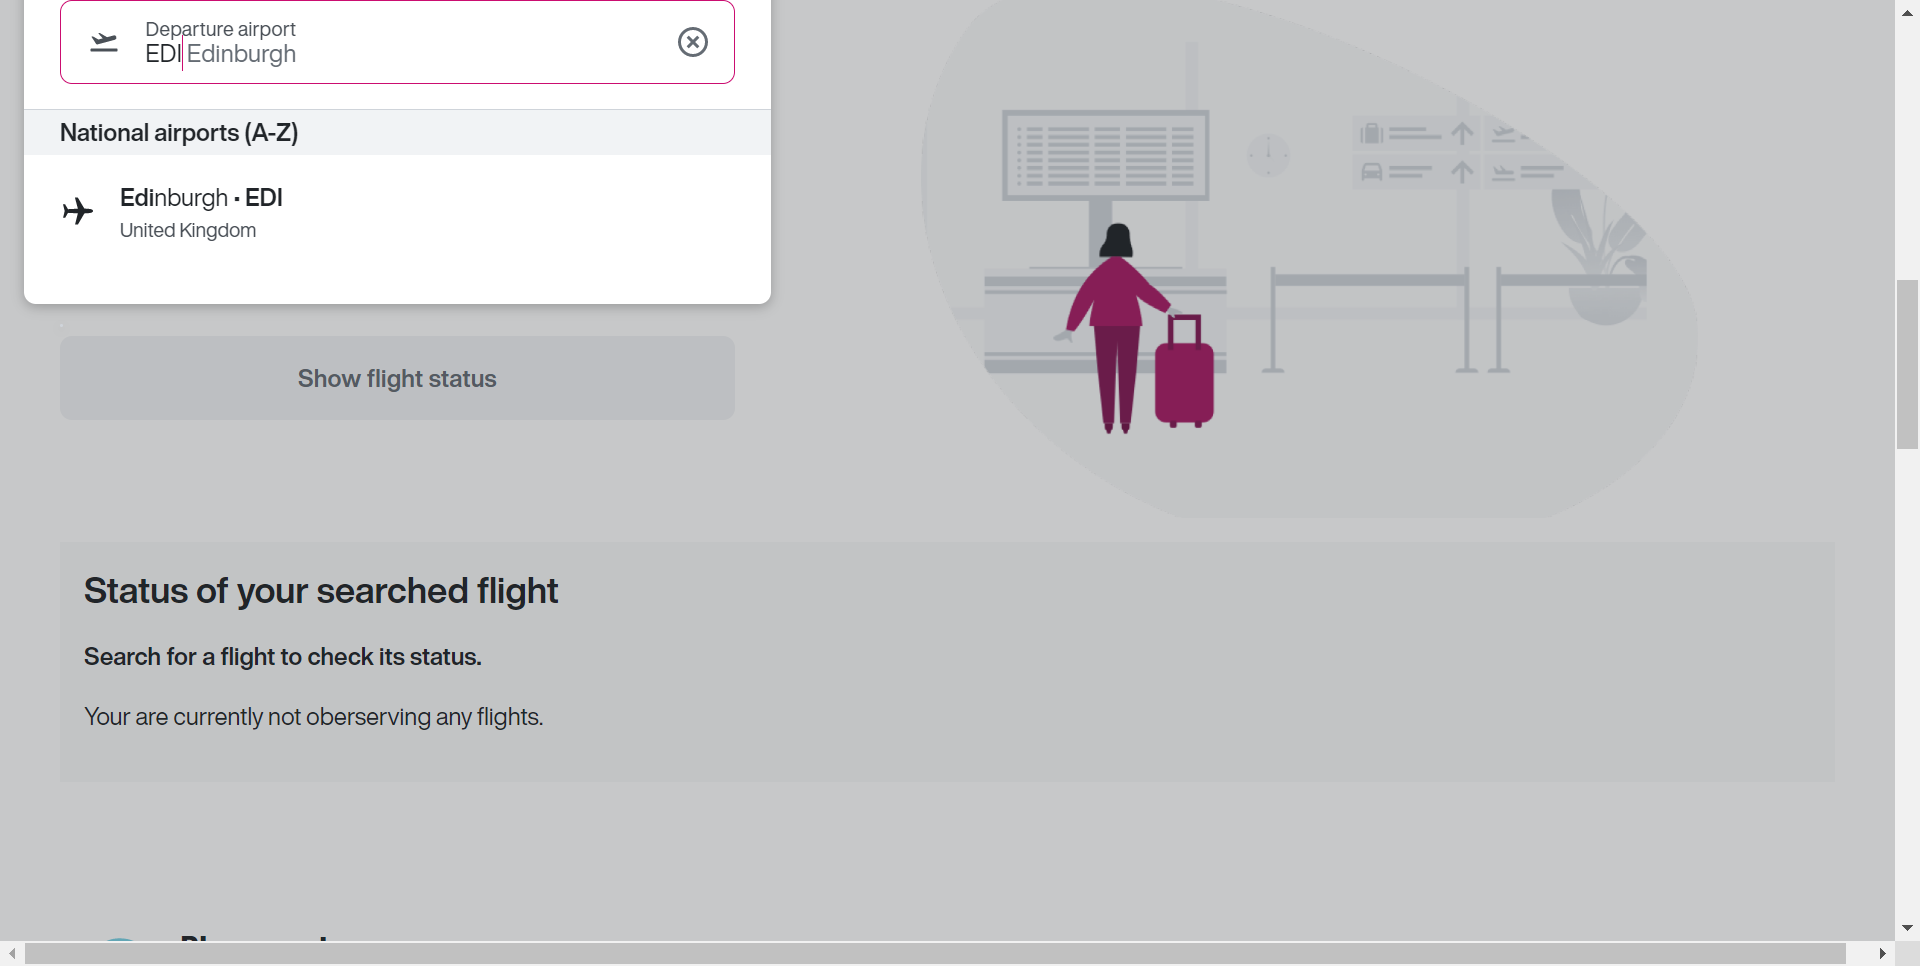 Departure airport
EDI Edinburgh
National airports (A-Z)
Edinburgh · EDI
United Kingdom
Show flight status
Status of your searched flight
Search for a flight to check its status.
Your are currently not oberserving any flights.